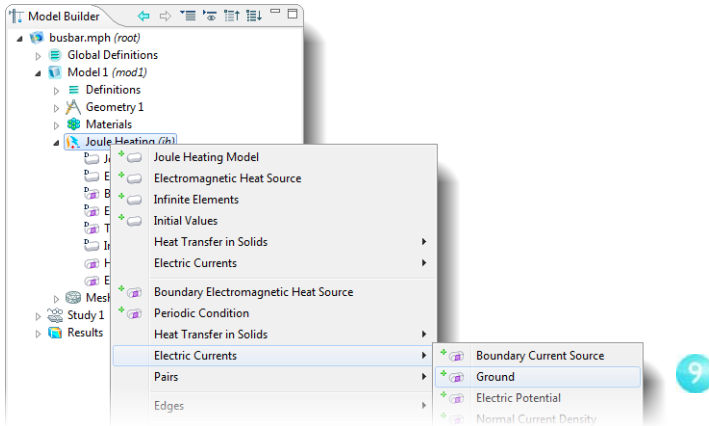 Model Builder
busbar.mph (root)
Global Definitions
Model 1 (mod1)
Definitions
Geometry 1
Materials
Joule Heating (jh)
Joule Heating Model
Electromagnetic Heat Source
Infinite Elements
Initial Values
Heat Transfer in Solids
Electric Currents
Boundary Electromagnetic Heat Source
Mesh
Study 1
Periodic Condition
Results
Heat Transfer in Solids
Electric Currents
Boundary Current Source
Pairs
Ground
9
Electric Potential
Edges
Normal Current Density